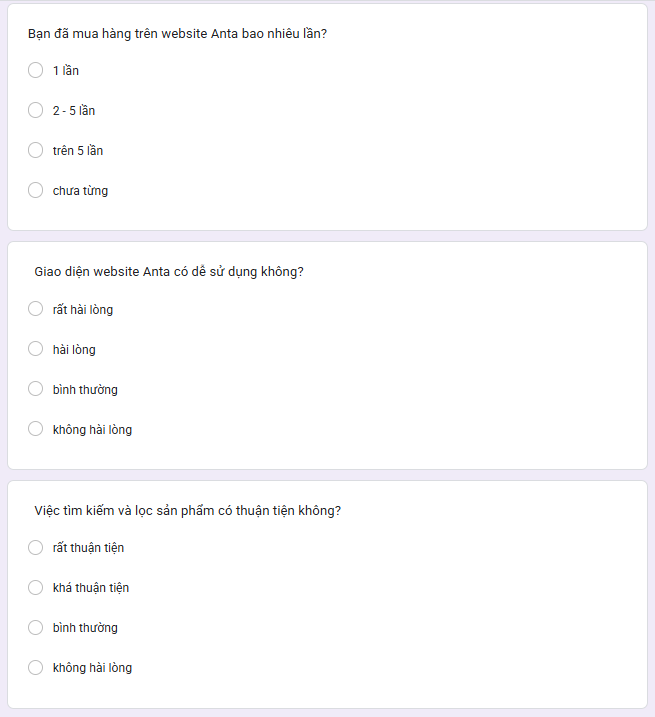 Bạn đã mua hàng trên website Anta bao nhiêu lần?
1 lần
2 - 5 lần
trên 5 lần
chưa từng
Giao diện website Anta có dễ sử dụng không?
rất hài lòng
hài lòng
bình thường
không hài lòng
Việc tìm kiếm và lọc sản phẩm có thuận tiện không?
rất thuận tiện
khá thuận tiện
bình thường
không hài lòng